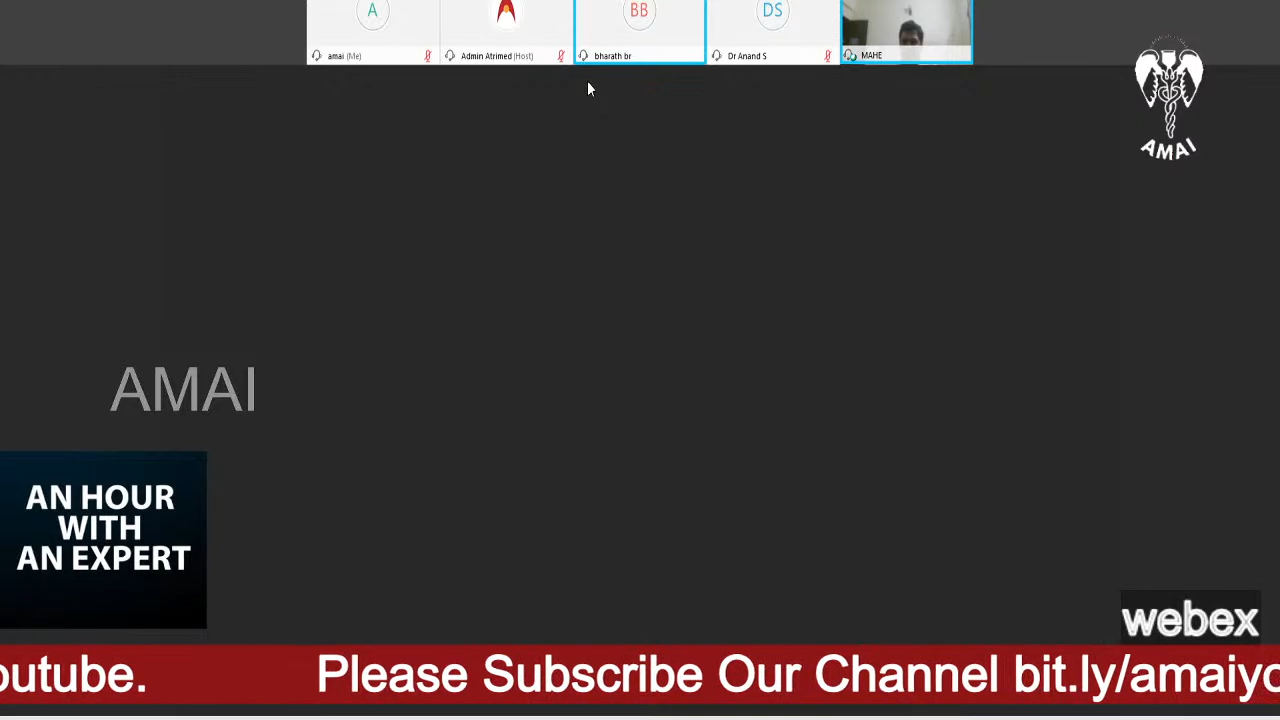 A
BB
DS
amai (Me)
Admin Atrimed (Host)
bharath br
Dr Anand S
MAHE
AMAI
AMAI
AN HOUR
WITH
AN EXPERT
webex
outube. Please Subscribe Our Channel bit.ly/amaiyo